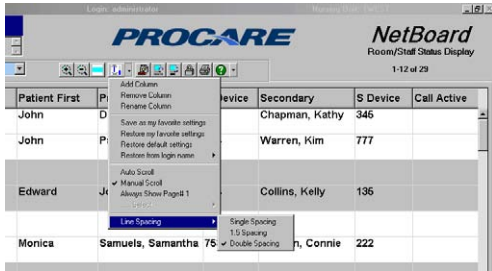 Login: administrator
PROCARE
NetBoard
Room/Staff Status Display
1-12 of 29
Patient First
Device
Secondary
S Device
Call Active
John
Chapman, Kathy
346
John
Warren, Kim
777
Edward
Collins, Kelly
136
Monica
Samuels, Samantha
Connie
222
Add Column
Remove Column
Rename Column
Save as my favorite settings
Restore my favorite settings
Restore default settings
Restore from login name
Auto Scroll
Manual Scroll
Always Show Page# 1
Line Spacing
Single Spacing
1.5 Spacing
Double Spacing